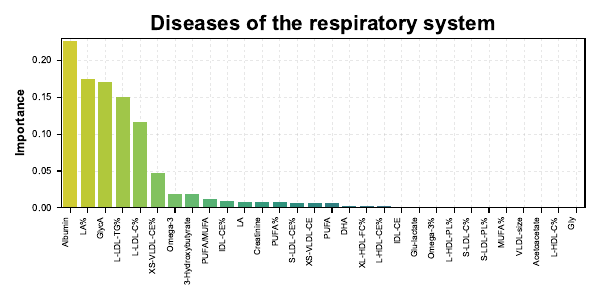 Diseases of the respiratory system
Importance
0.20
0.15
0.10
0.05
0.00
Albumin
LA%
GlycA
L-LDL-TG%
L-LDL-C%
XS-VLDL-CE%
Omega-3
3-Hydroxybutyrate
PUFA/MUFA
IDL-CE%
LA
Creatinine
PUFA%
S-LDL-CE%
XS-VLDL-CE
PUFA
DHA
XL-HDL-FC%
L-HDL-CE%
IDL-CE
Glu-lactate
Omega-3%
L-HDL-PL%
S-LDL-C%
S-LDL-PL%
MUFA%
VLDL-size
Acetoacetate
L-HDL-C%
Gly